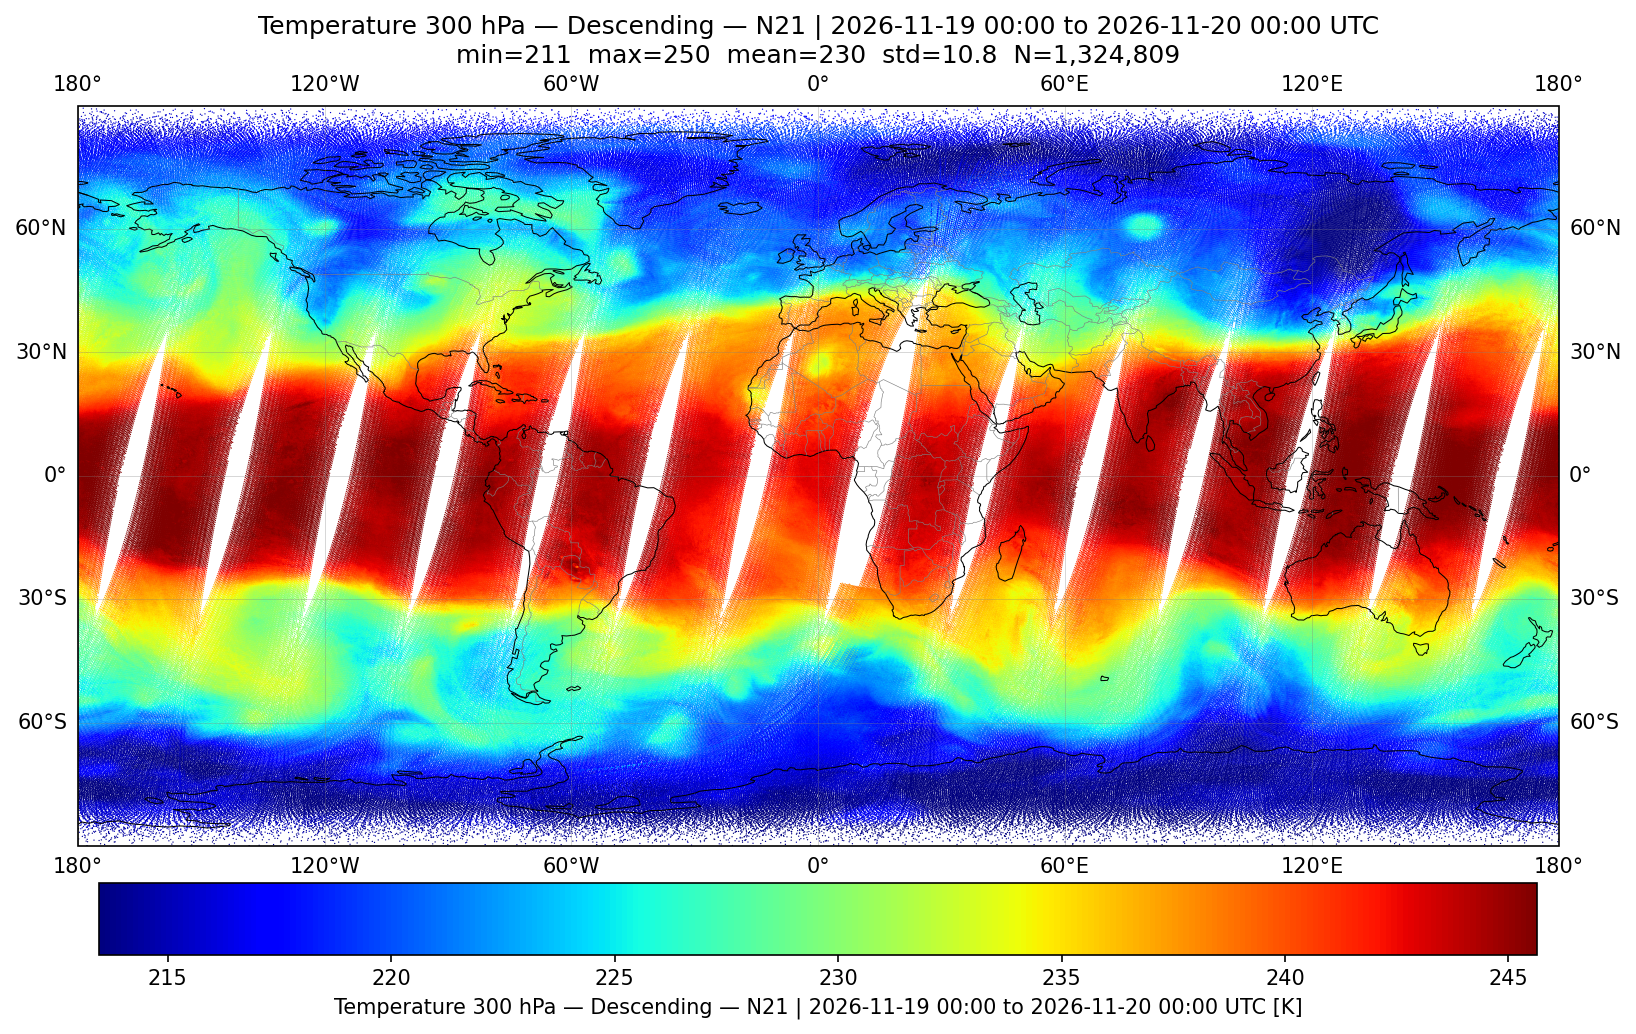 Temperature 300 hPa — Descending — N21 | 2026-11-19 00:00 to 2026-11-20 00:00 UTC
min=211  max=250  mean=230  std=10.8  N=1,324,809
180° 120°W 60°W 0° 60°E 120°E 180°
60°N 60°N
30°N 30°N
0° 0°
30°S 30°S
60°S 60°S
180° 120°W 60°W 0° 60°E 120°E 180°
215 220 225 230 235 240 245
Temperature 300 hPa — Descending — N21 | 2026-11-19 00:00 to 2026-11-20 00:00 UTC [K]